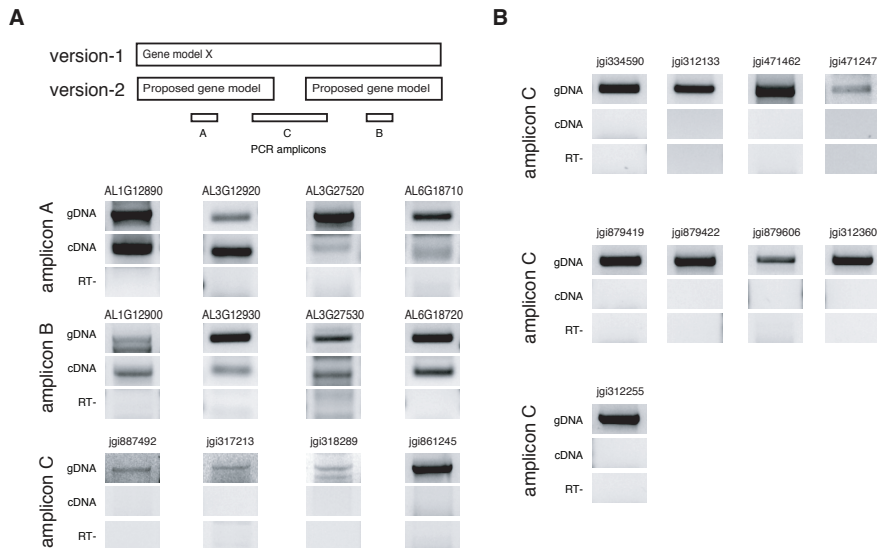 A
version-1
Gene model X
version-2
Proposed gene model
Proposed gene model
A
C
B
PCR amplicons
amplicon A
AL1G12890 AL3G12920 AL3G27520 AL6G18710
gDNA
cDNA
RT-
amplicon B
AL1G12900 AL3G12930 AL3G27530 AL6G18720
gDNA
cDNA
RT-
amplicon C
jgi887492 jgi317213 jgi318289 jgi861245
gDNA
cDNA
RT-
B
amplicon C
jgi334590 jgi312133 jgi471462 jgi471247
gDNA
cDNA
RT-
amplicon C
jgi879419 jgi879422 jgi879606 jgi312360
gDNA
cDNA
RT-
amplicon C
jgi312255
gDNA
cDNA
RT-